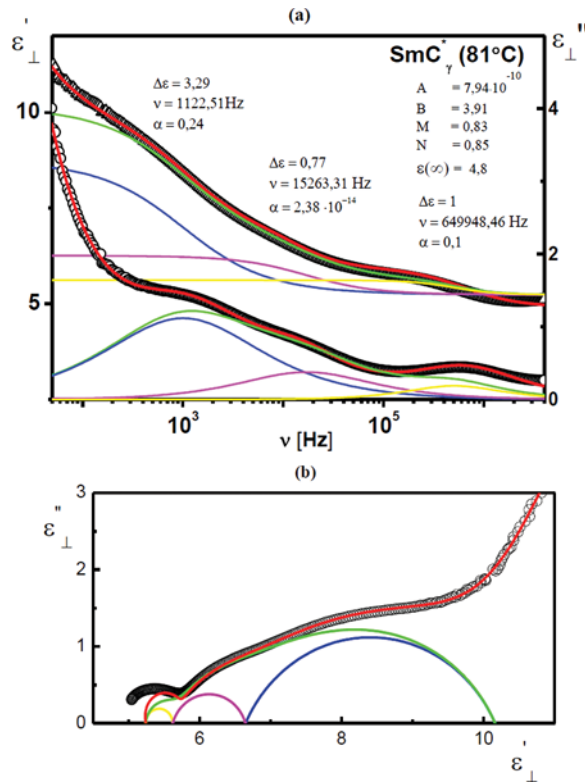 (a)
ε'⊥
ε''⊥
SmC*γ (81°C)
A = 7,94·10⁻¹⁰
B = 3,91
M = 0,83
N = 0,85
ε(∞) = 4,8
Δε = 3,29
ν = 1122,51Hz
α = 0,24
Δε = 0,77
ν = 15263,31 Hz
α = 2,38 ·10⁻¹⁴
Δε = 1
ν = 649948,46 Hz
α = 0,1
10
5
4
2
0
10³
10⁵
ν [Hz]
(b)
ε''⊥
3
2
1
0
6
8
10
ε'⊥